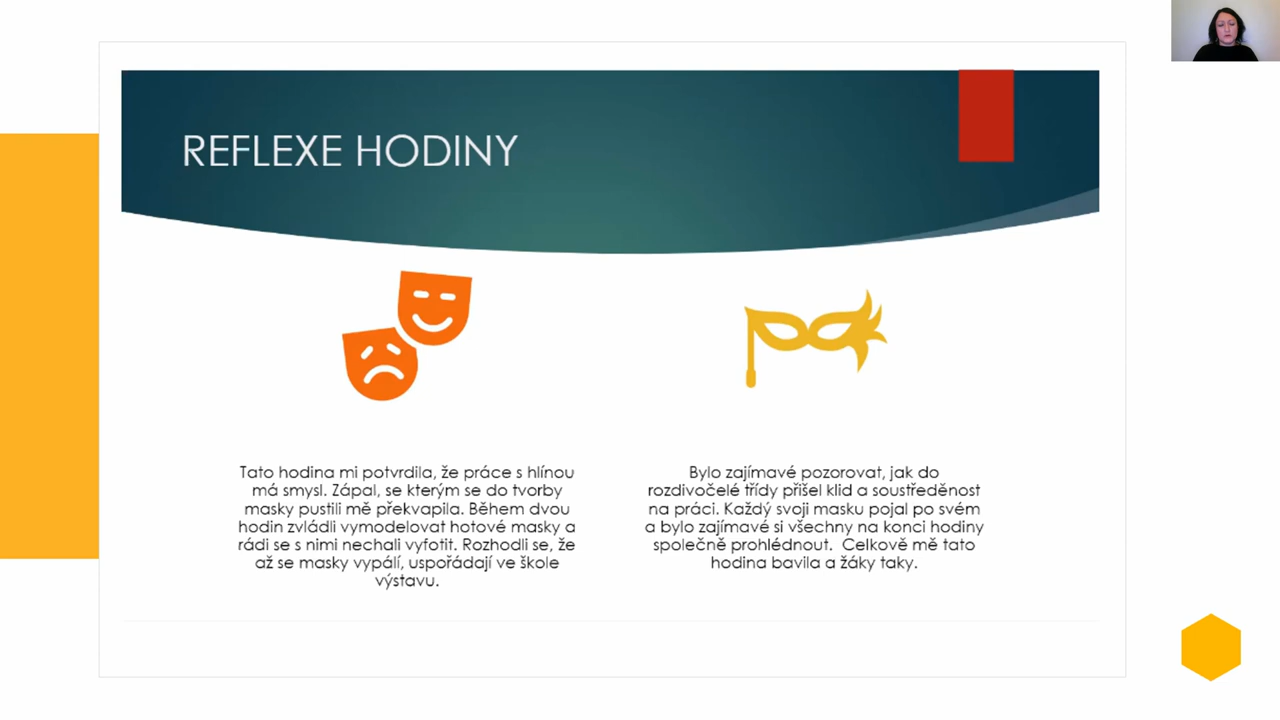 REFLEXE HODINY
Tato hodina mi potvrdila, že práce s hlínou
má smysl. Zápal, se kterým se do tvorby
masky pustili mě překvapila. Během dvou
hodin zvládli vymodelovat hotové masky a
rádi se s nimi nechali vyfotit. Rozhodli se, že
až se masky vypálí, uspořádají ve škole
výstavu.
Bylo zajímavé pozorovat, jak do
rozdivočelé třídy přišel klid a soustředěnost
na práci. Každý svoji masku pojal po svém
a bylo zajímavé si všechny na konci hodiny
společně prohlédnout. Celkově mě tato
hodina bavila a žáky taky.